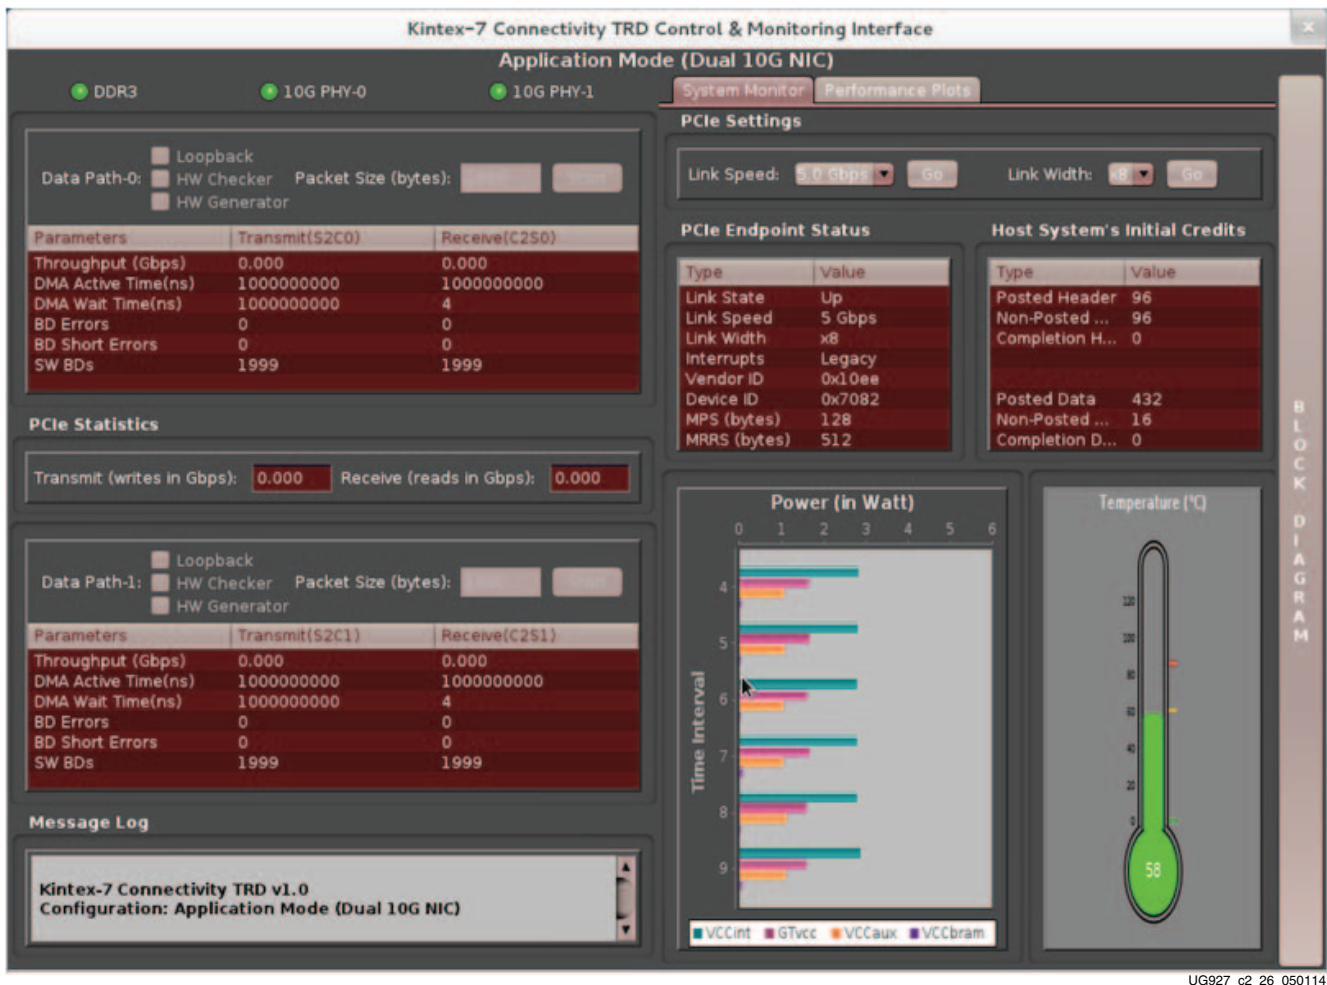 Kintex-7 Connectivity TRD Control & Monitoring Interface
Application Mode (Dual 10G NIC)
DDR3
10G PHY-0
10G PHY-1
Data Path-0:
Loopback
HW Checker
HW Generator
Packet Size (bytes):
Parameters Transmit(S2C0) Receive(C2S0)
Throughput (Gbps) 0.000 0.000
DMA Active Time(ns) 1000000000 1000000000
DMA Wait Time(ns) 1000000000 4
BD Errors 0 0
BD Short Errors 0 0
SW BDs 1999 1999
PCIe Statistics
Transmit (writes in Gbps): 0.000 Receive (reads in Gbps): 0.000
Data Path-1:
Loopback
HW Checker
HW Generator
Packet Size (bytes):
Parameters Transmit(S2C1) Receive(C2S1)
Throughput (Gbps) 0.000 0.000
DMA Active Time(ns) 1000000000 1000000000
DMA Wait Time(ns) 1000000000 4
BD Errors 0 0
BD Short Errors 0 0
SW BDs 1999 1999
Message Log
Kintex-7 Connectivity TRD v1.0
Configuration: Application Mode (Dual 10G NIC)
System Monitor Performance Plots
PCIe Settings
Link Speed: 5.0 Gbps Go Link Width: x8 Go
PCIe Endpoint Status
Type Value
Link State Up
Link Speed 5 Gbps
Link Width x8
Interrupts Legacy
Vendor ID 0x10ee
Device ID 0x7082
MPS (bytes) 128
MRRS (bytes) 512
Host System's Initial Credits
Type Value
Posted Header 96
Non-Posted ... 96
Completion H... 0
Posted Data 432
Non-Posted ... 16
Completion D... 0
Power (in Watt)
0 1 2 3 4 5 6
Time Interval
4
5
6
7
8
9
VCCint GTvcc VCCaux VCCbram
Temperature (°C)
120
100
80
60
40
20
0
58
BLOCK DIAGRAM
UG927_c2_26_050114